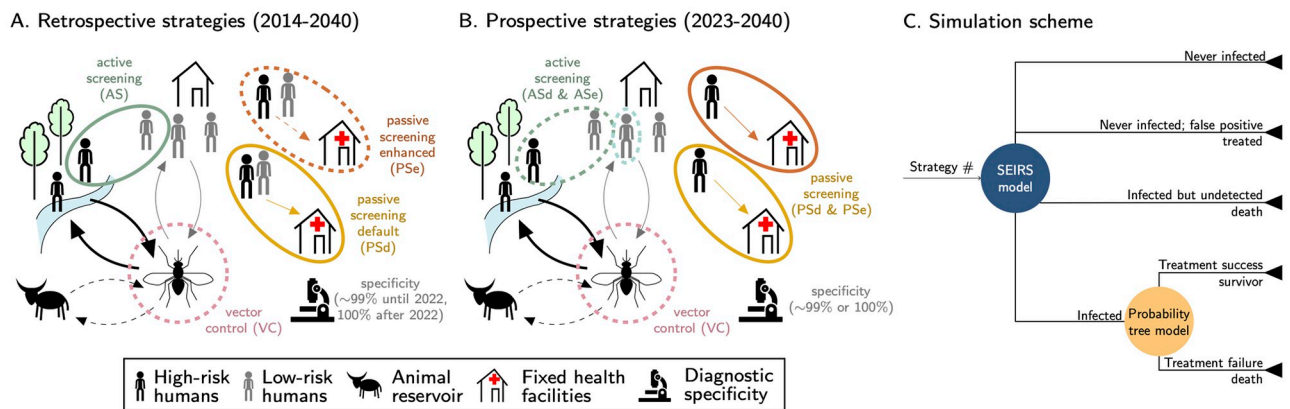 A. Retrospective strategies (2014-2040)
active
screening
(AS)
passive
screening
enhanced
(PSe)
passive
screening
default
(PSd)
specificity
(~99% until 2022,
100% after 2022)
vector
control (VC)
B. Prospective strategies (2023-2040)
active
screening
(ASd & ASe)
passive
screening
(PSd & PSe)
specificity
(~99% or 100%)
vector
control (VC)
C. Simulation scheme
Never infected
Never infected; false positive
treated
Strategy #
SEIRS
model
Infected but undetected
death
Treatment success
survivor
Infected
Probability
tree model
Treatment failure
death
High-risk
humans
Low-risk
humans
Animal
reservoir
Fixed health
facilities
Diagnostic
specificity